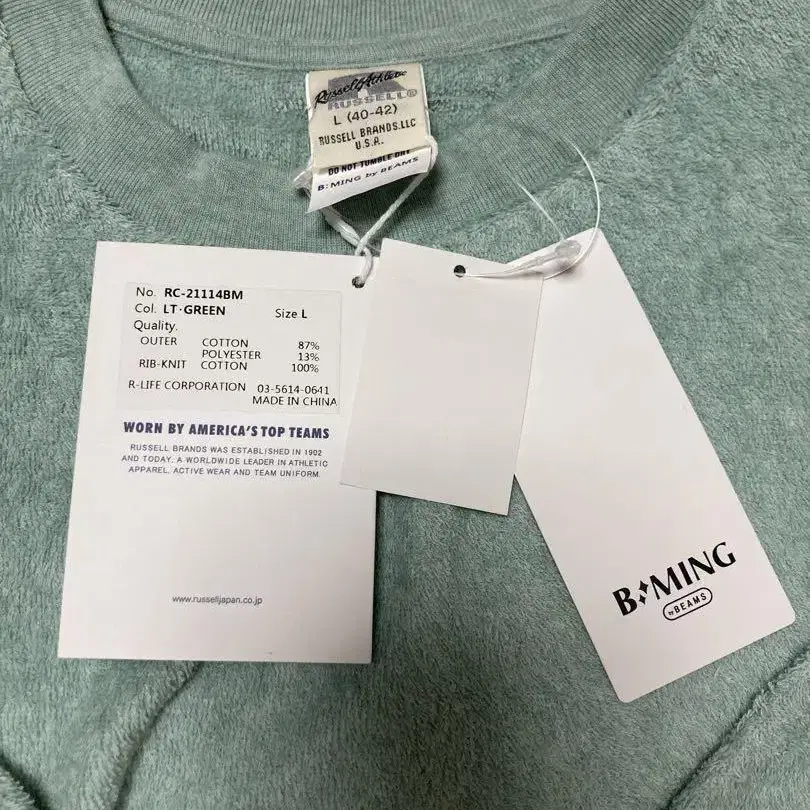 Russell Athletic
RUSSELL®
L (40-42)
RUSSELL BRANDS.LLC
U.S.A.
DO NOT TUMBLE DRY
B:MING by BEAMS
No. RC-21114BM
Col. LT·GREEN Size L
Quality.
OUTER COTTON 87%
POLYESTER 13%
RIB-KNIT COTTON 100%
R-LIFE CORPORATION 03-5614-0641
MADE IN CHINA
WORN BY AMERICA'S TOP TEAMS
RUSSELL BRANDS WAS ESTABLISHED IN 1902
AND TODAY, A WORLDWIDE LEADER IN ATHLETIC
APPAREL, ACTIVE WEAR AND TEAM UNIFORM.
www.russelljapan.co.jp
B:MING
by BEAMS